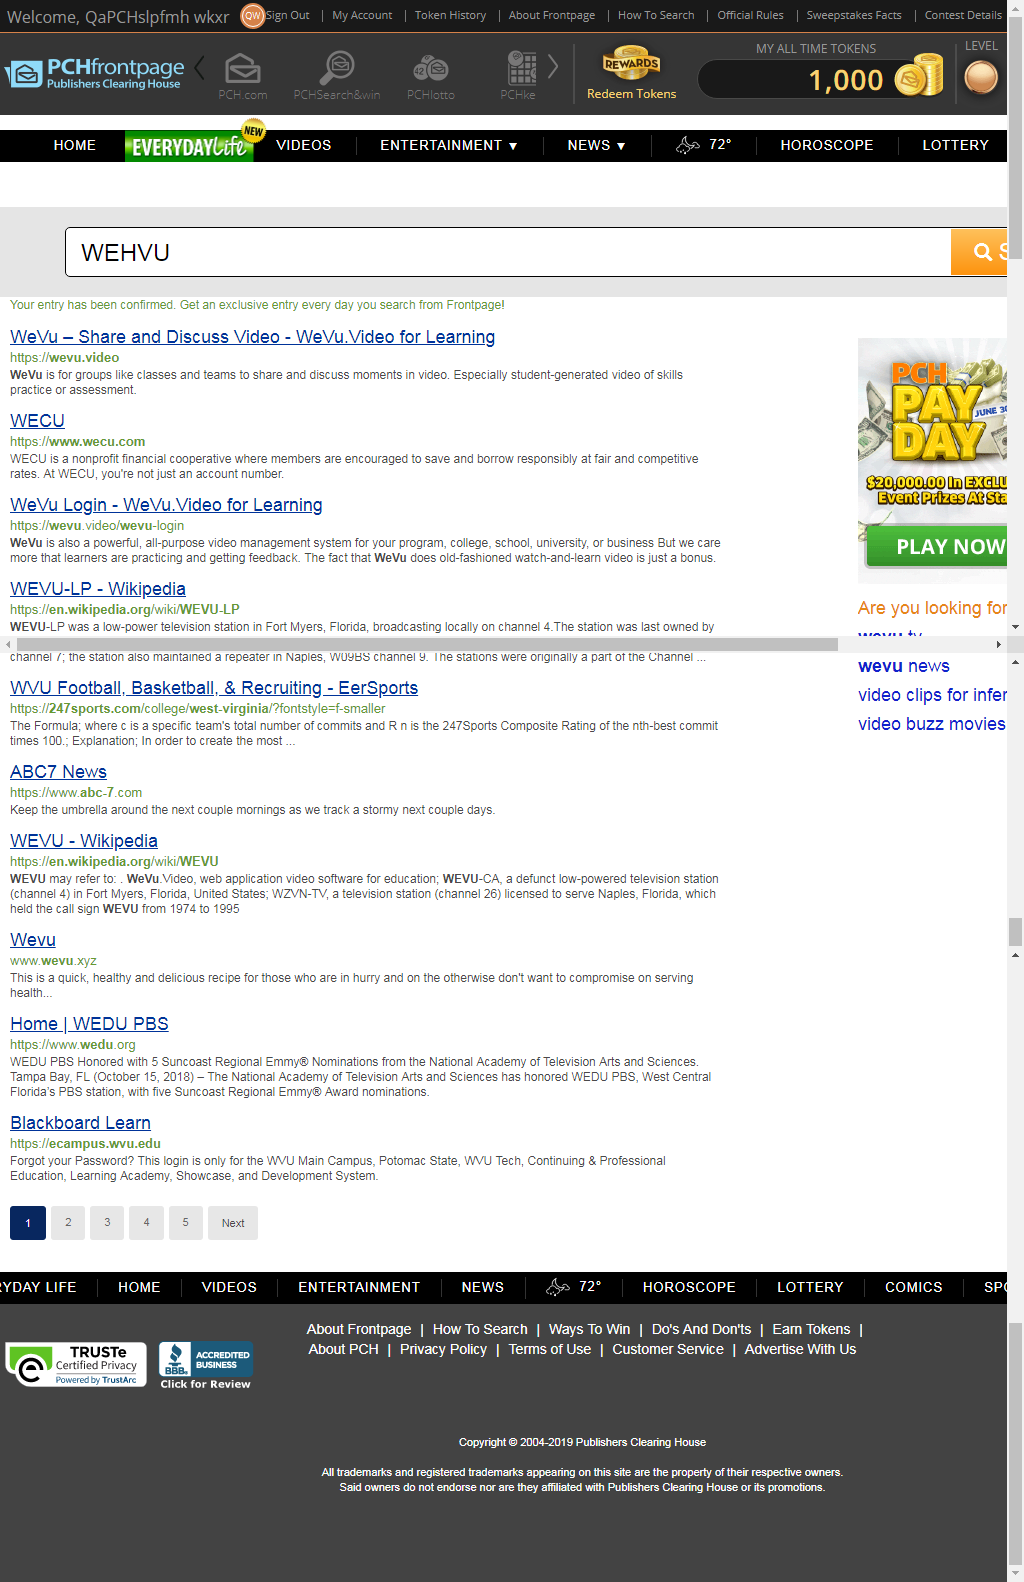 Welcome, QaPCHslpfmh wkxr QW Sign Out | My Account | Token History | About Frontpage | How To Search | Official Rules | Sweepstakes Facts | Contest Details
PCHfrontpage
Publishers Clearing House
PCH.com PCHSearch&win PCHlotto PCHke
REWARDS
Redeem Tokens
MY ALL TIME TOKENS
1,000
LEVEL
HOME EVERYDAY Life NEW VIDEOS ENTERTAINMENT ▼ NEWS ▼ 72° HOROSCOPE LOTTERY
WEHVU
S
Your entry has been confirmed. Get an exclusive entry every day you search from Frontpage!
WeVu – Share and Discuss Video - WeVu.Video for Learning
https://wevu.video
WeVu is for groups like classes and teams to share and discuss moments in video. Especially student-generated video of skills
practice or assessment.
WECU
https://www.wecu.com
WECU is a nonprofit financial cooperative where members are encouraged to save and borrow responsibly at fair and competitive
rates. At WECU, you're not just an account number.
WeVu Login - WeVu.Video for Learning
https://wevu.video/wevu-login
WeVu is also a powerful, all-purpose video management system for your program, college, school, university, or business But we care
more that learners are practicing and getting feedback. The fact that WeVu does old-fashioned watch-and-learn video is just a bonus.
WEVU-LP - Wikipedia
https://en.wikipedia.org/wiki/WEVU-LP
WEVU-LP was a low-power television station in Fort Myers, Florida, broadcasting locally on channel 4.The station was last owned by
channel 7; the station also maintained a repeater in Naples, W09BS channel 9. The stations were originally a part of the Channel ...
WVU Football, Basketball, & Recruiting - EerSports
https://247sports.com/college/west-virginia/?fontstyle=f-smaller
The Formula; where c is a specific team's total number of commits and R n is the 247Sports Composite Rating of the nth-best commit
times 100.; Explanation; In order to create the most ...
ABC7 News
https://www.abc-7.com
Keep the umbrella around the next couple mornings as we track a stormy next couple days.
WEVU - Wikipedia
https://en.wikipedia.org/wiki/WEVU
WEVU may refer to: . WeVu.Video, web application video software for education; WEVU-CA, a defunct low-powered television station
(channel 4) in Fort Myers, Florida, United States; WZVN-TV, a television station (channel 26) licensed to serve Naples, Florida, which
held the call sign WEVU from 1974 to 1995
Wevu
www.wevu.xyz
This is a quick, healthy and delicious recipe for those who are in hurry and on the otherwise don't want to compromise on serving
health...
Home | WEDU PBS
https://www.wedu.org
WEDU PBS Honored with 5 Suncoast Regional Emmy® Nominations from the National Academy of Television Arts and Sciences.
Tampa Bay, FL (October 15, 2018) – The National Academy of Television Arts and Sciences has honored WEDU PBS, West Central
Florida's PBS station, with five Suncoast Regional Emmy® Award nominations.
Blackboard Learn
https://ecampus.wvu.edu
Forgot your Password? This login is only for the WVU Main Campus, Potomac State, WVU Tech, Continuing & Professional
Education, Learning Academy, Showcase, and Development System.
1 2 3 4 5 Next
PCH
PAY
DAY
JUNE 30
$20,000.00 In EXCLU
Event Prizes At Sta
PLAY NOW
Are you looking for
wevu tv
wevu news
video clips for infer
video buzz movies
RYDAY LIFE HOME VIDEOS ENTERTAINMENT NEWS 72° HOROSCOPE LOTTERY COMICS SPO
About Frontpage | How To Search | Ways To Win | Do's And Don'ts | Earn Tokens |
About PCH | Privacy Policy | Terms of Use | Customer Service | Advertise With Us
TRUSTe
Certified Privacy
Powered by TrustArc
BBB
ACCREDITED
BUSINESS
Click for Review
Copyright © 2004-2019 Publishers Clearing House
All trademarks and registered trademarks appearing on this site are the property of their respective owners.
Said owners do not endorse nor are they affiliated with Publishers Clearing House or its promotions.